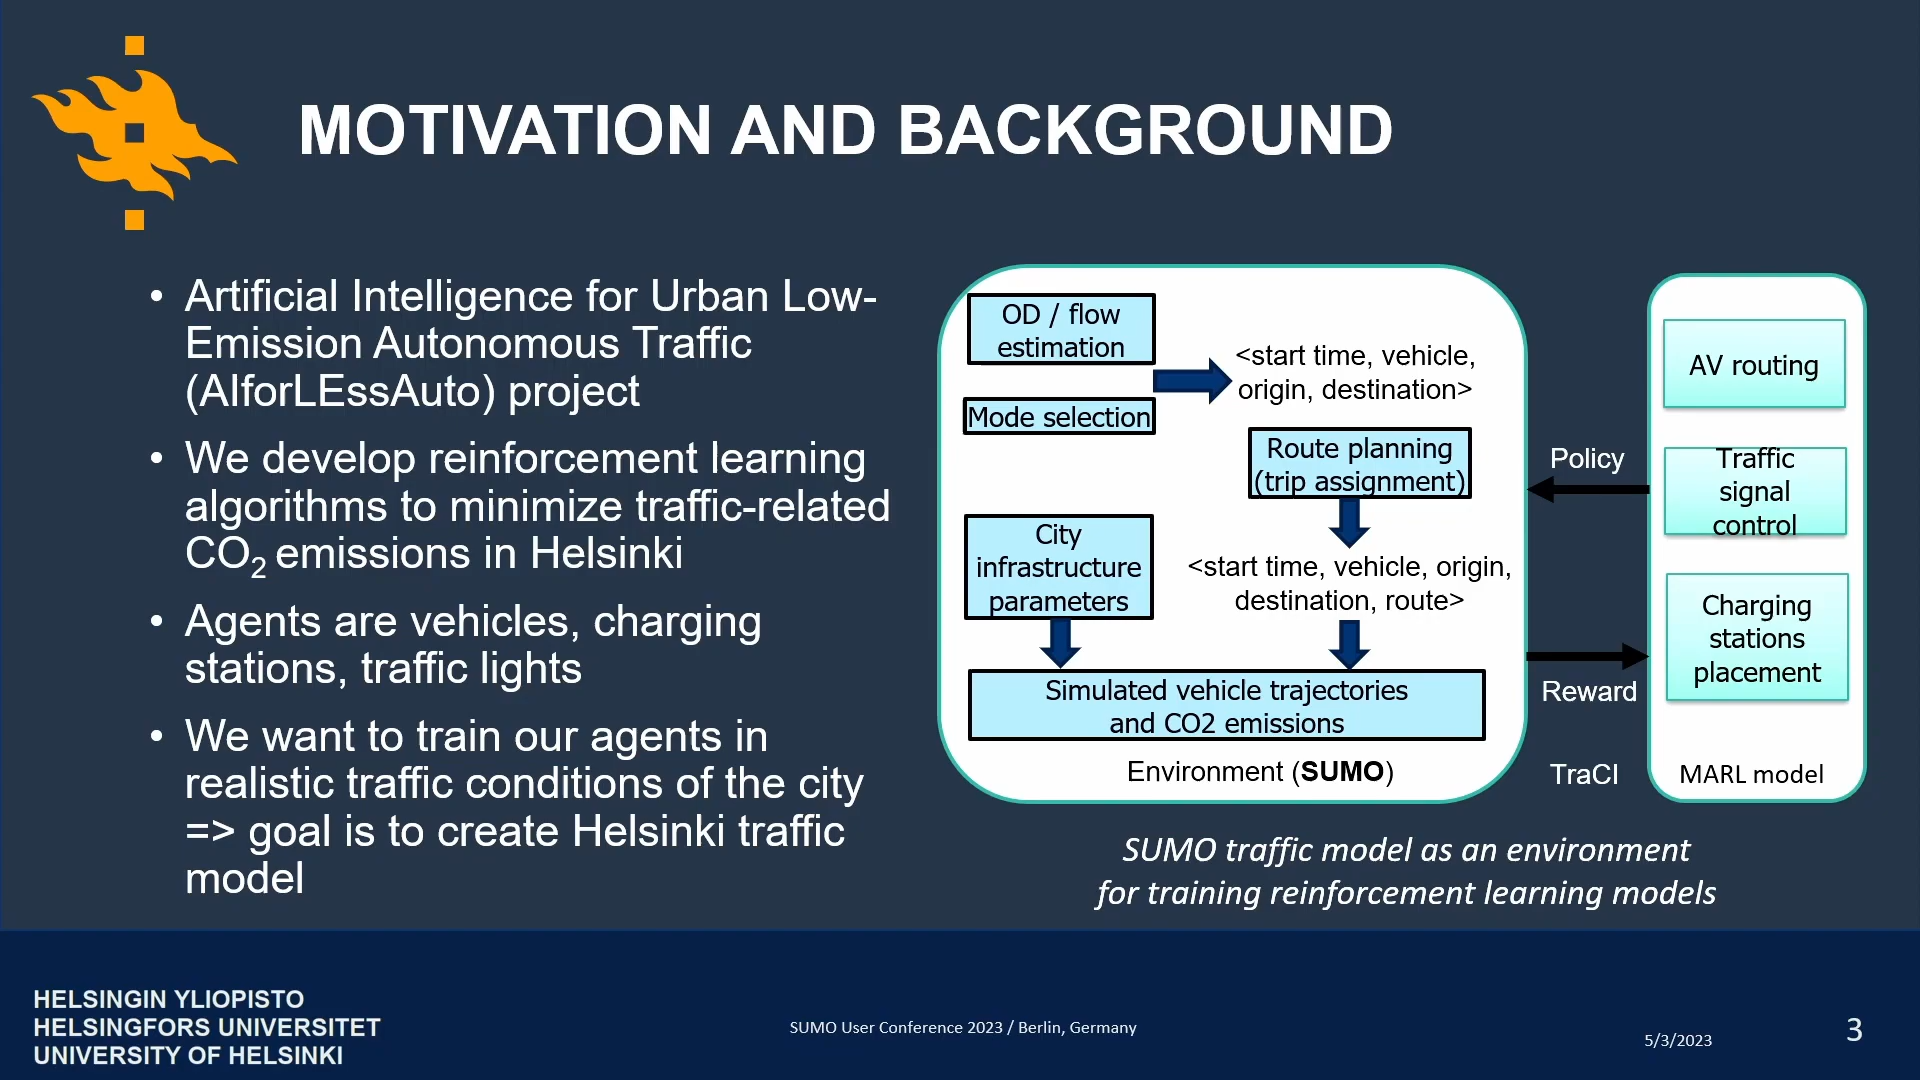 MOTIVATION AND BACKGROUND
• Artificial Intelligence for Urban Low-
Emission Autonomous Traffic
(AIforLEssAuto) project
• We develop reinforcement learning
algorithms to minimize traffic-related
CO₂ emissions in Helsinki
• Agents are vehicles, charging
stations, traffic lights
• We want to train our agents in
realistic traffic conditions of the city
=> goal is to create Helsinki traffic
model
OD / flow
estimation
Mode selection
<start time, vehicle,
origin, destination>
Route planning
(trip assignment)
City
infrastructure
parameters
<start time, vehicle, origin,
destination, route>
Simulated vehicle trajectories
and CO2 emissions
Environment (SUMO)
Policy
Reward
TraCI
AV routing
Traffic
signal
control
Charging
stations
placement
MARL model
SUMO traffic model as an environment
for training reinforcement learning models
HELSINGIN YLIOPISTO
HELSINGFORS UNIVERSITET
UNIVERSITY OF HELSINKI
SUMO User Conference 2023 / Berlin, Germany
5/3/2023
3